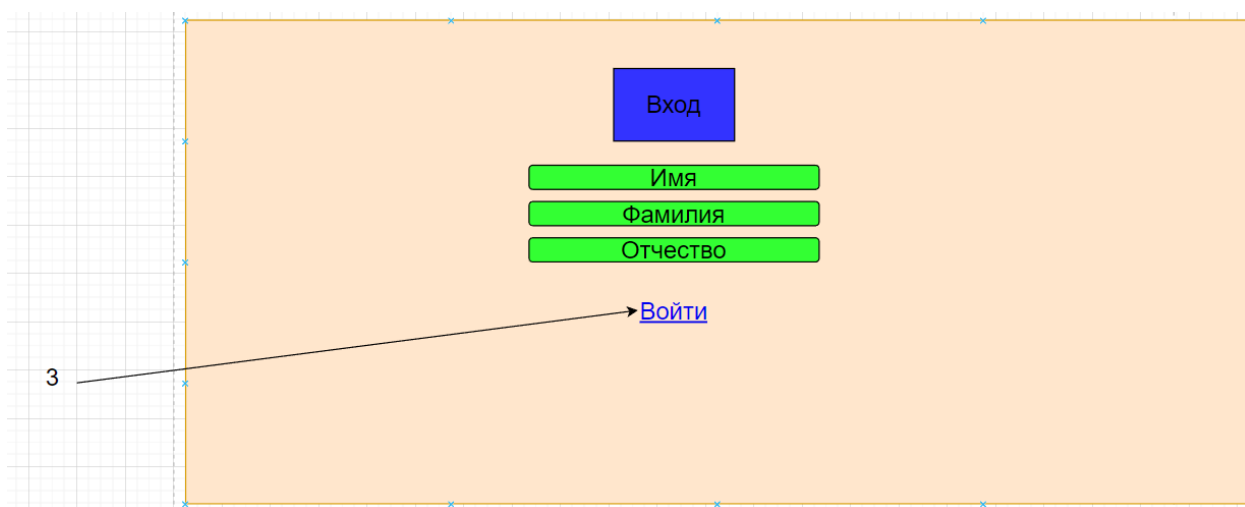 Вход
Имя
Фамилия
Отчество
Войти
3